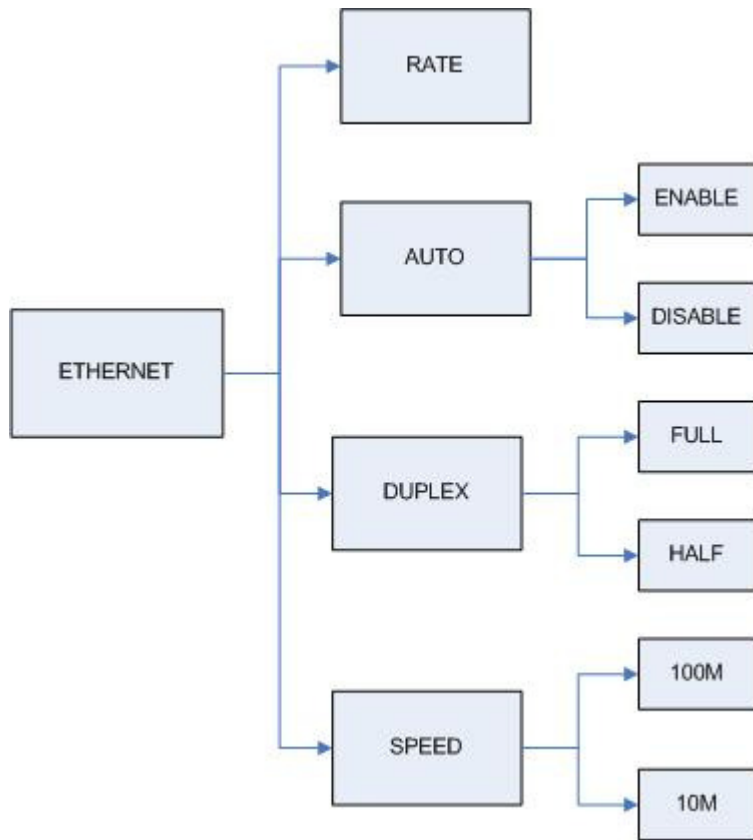 RATE
ENABLE
AUTO
DISABLE
ETHERNET
FULL
DUPLEX
HALF
100M
SPEED
10M